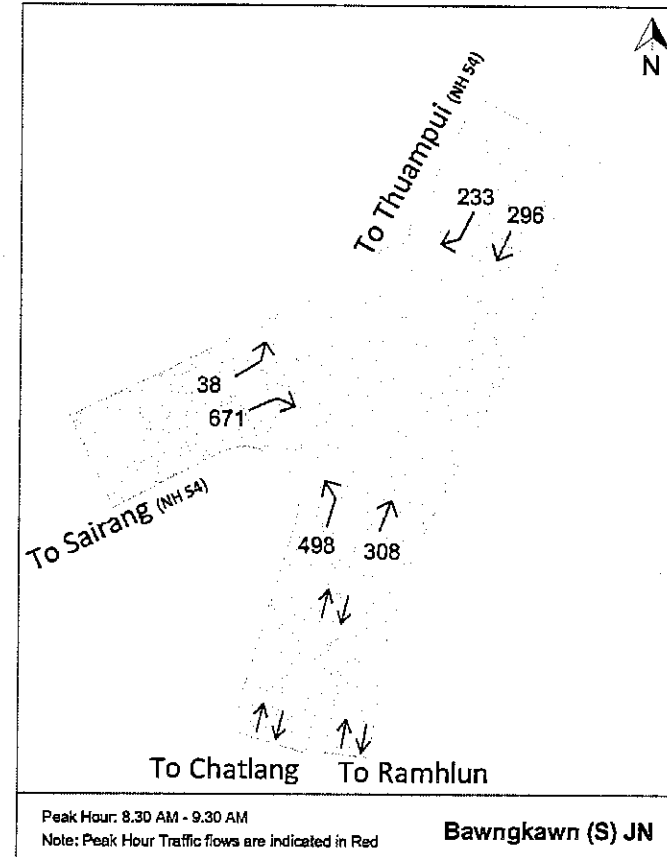 N
To Thuampui (NH 54)
233
296
38
671
To Sairang (NH 54)
498
308
To Chatlang
To Ramhlun
Peak Hour: 8.30 AM - 9.30 AM
Note: Peak Hour Traffic flows are indicated in Red
Bawngkawn (S) JN